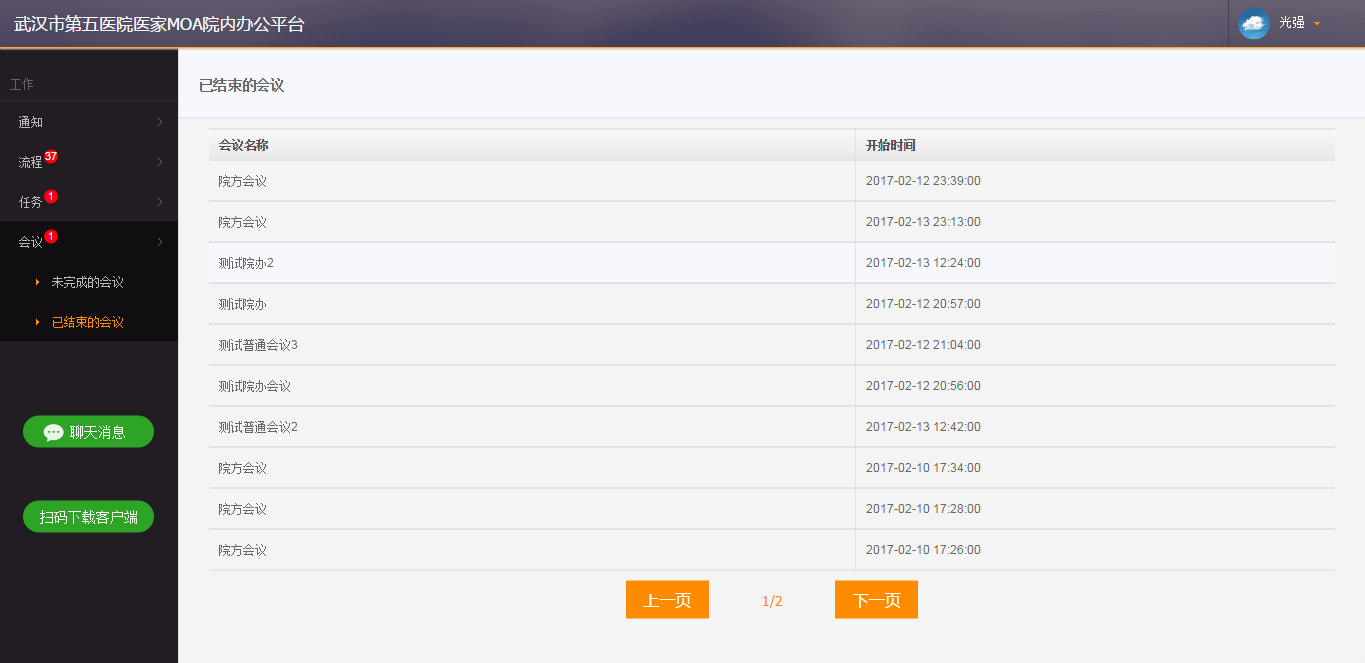 武汉市第五医院医家MOA院内办公平台
光强
工作
通知
流程 37
任务 1
会议 1
未完成的会议
已结束的会议
聊天消息
扫码下载客户端
已结束的会议
会议名称 开始时间
院方会议 2017-02-12 23:39:00
院方会议 2017-02-13 23:13:00
测试院办2 2017-02-13 12:24:00
测试院办 2017-02-12 20:57:00
测试普通会议3 2017-02-12 21:04:00
测试院办会议 2017-02-12 20:56:00
测试普通会议2 2017-02-13 12:42:00
院方会议 2017-02-10 17:34:00
院方会议 2017-02-10 17:28:00
院方会议 2017-02-10 17:26:00
上一页 1/2 下一页